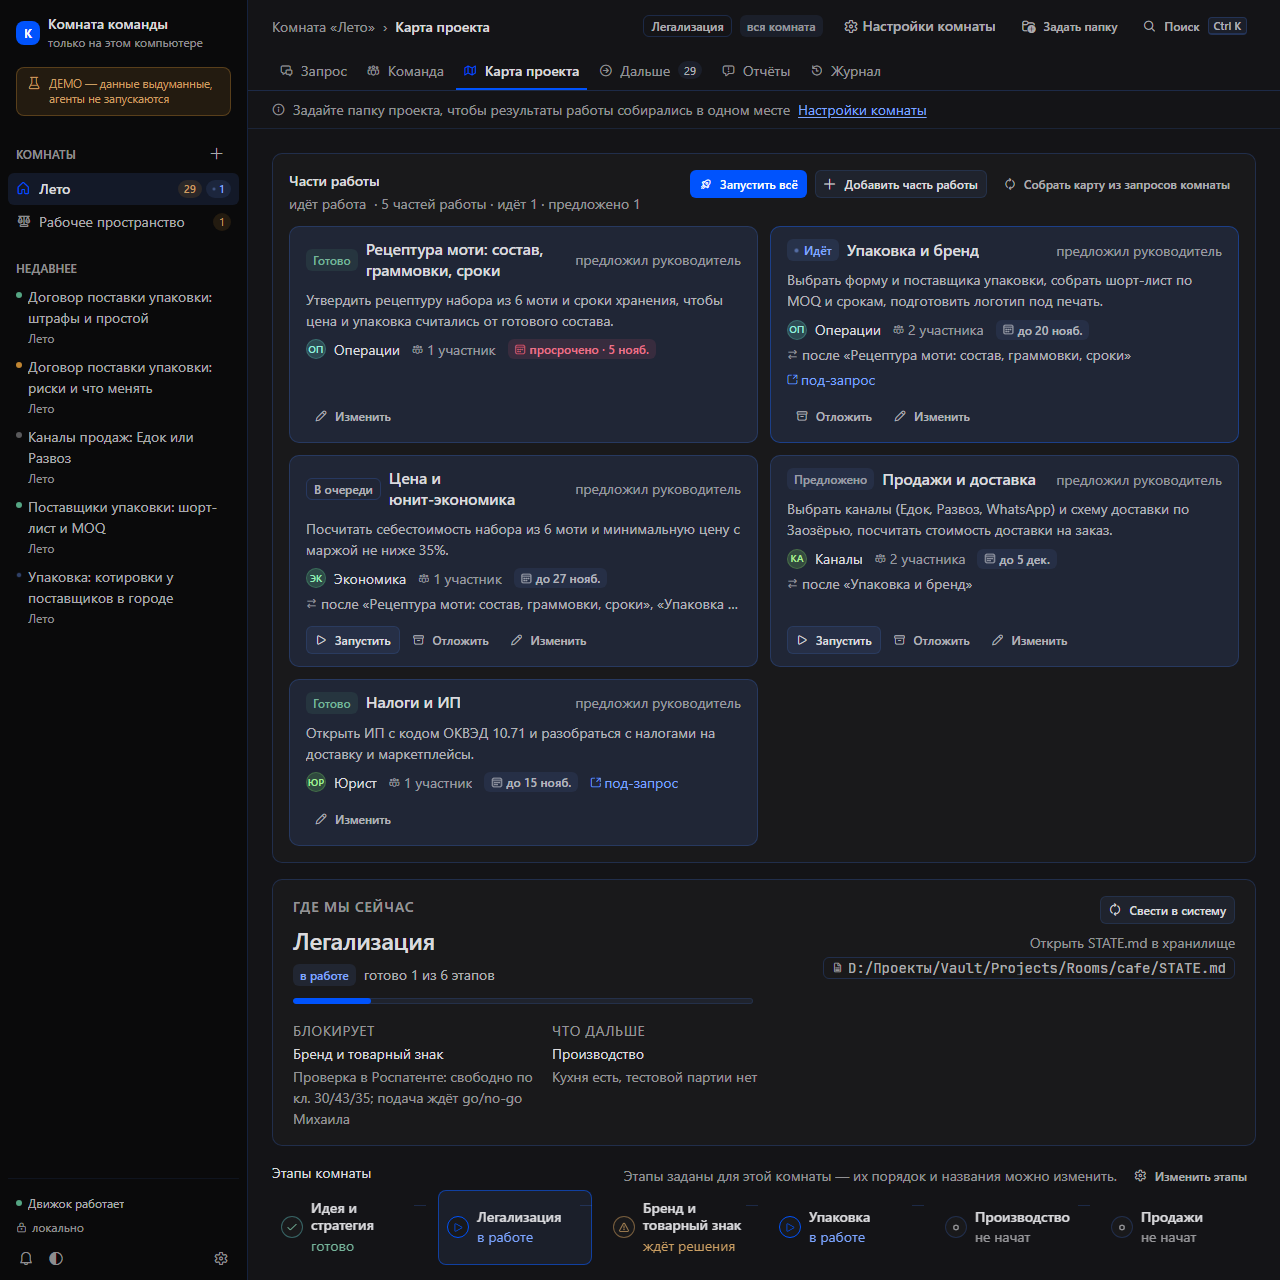 К
Комната команды
только на этом компьютере
ДЕМО — данные выдуманные,
агенты не запускаются
КОМНАТЫ
Лето
29
1
Рабочее пространство
1
НЕДАВНЕЕ
Договор поставки упаковки:
штрафы и простой
Лето
Договор поставки упаковки:
риски и что менять
Лето
Каналы продаж: Едок или
Развоз
Лето
Поставщики упаковки: шорт-
лист и MOQ
Лето
Упаковка: котировки у
поставщиков в городе
Лето
Движок работает
локально
Комната «Лето» › Карта проекта
Легализация
вся комната
Настройки комнаты
Задать папку
Поиск
Ctrl K
Запрос
Команда
Карта проекта
Дальше 29
Отчёты
Журнал
Задайте папку проекта, чтобы результаты работы собирались в одном месте Настройки комнаты
Части работы
идёт работа · 5 частей работы · идёт 1 · предложено 1
Запустить всё
Добавить часть работы
Собрать карту из запросов комнаты
Готово
Рецептура моти: состав,
граммовки, сроки
предложил руководитель
Утвердить рецептуру набора из 6 моти и сроки хранения, чтобы
цена и упаковка считались от готового состава.
ОП Операции 1 участник просрочено · 5 нояб.
Изменить
Идёт
Упаковка и бренд
предложил руководитель
Выбрать форму и поставщика упаковки, собрать шорт-лист по
MOQ и срокам, подготовить логотип под печать.
ОП Операции 2 участника до 20 нояб.
после «Рецептура моти: состав, граммовки, сроки»
под-запрос
Отложить
Изменить
В очереди
Цена и
юнит-экономика
предложил руководитель
Посчитать себестоимость набора из 6 моти и минимальную цену с
маржой не ниже 35%.
ЭК Экономика 1 участник до 27 нояб.
после «Рецептура моти: состав, граммовки, сроки», «Упаковка ...
Запустить
Отложить
Изменить
Предложено
Продажи и доставка
предложил руководитель
Выбрать каналы (Едок, Развоз, WhatsApp) и схему доставки по
Заозёрью, посчитать стоимость доставки на заказ.
КА Каналы 2 участника до 5 дек.
после «Упаковка и бренд»
Запустить
Отложить
Изменить
Готово
Налоги и ИП
предложил руководитель
Открыть ИП с кодом ОКВЭД 10.71 и разобраться с налогами на
доставку и маркетплейсы.
ЮР Юрист 1 участник до 15 нояб. под-запрос
Изменить
ГДЕ МЫ СЕЙЧАС
Легализация
в работе
готово 1 из 6 этапов
Свести в систему
Открыть STATE.md в хранилище
D:/Проекты/Vault/Projects/Rooms/cafe/STATE.md
БЛОКИРУЕТ
Бренд и товарный знак
Проверка в Роспатенте: свободно по
кл. 30/43/35; подача ждёт go/no-go
Михаила
ЧТО ДАЛЬШЕ
Производство
Кухня есть, тестовой партии нет
Этапы комнаты
Этапы заданы для этой комнаты — их порядок и названия можно изменить.
Изменить этапы
Идея и
стратегия
готово
Легализация
в работе
Бренд и
товарный знак
ждёт решения
Упаковка
в работе
Производство
не начат
Продажи
не начат